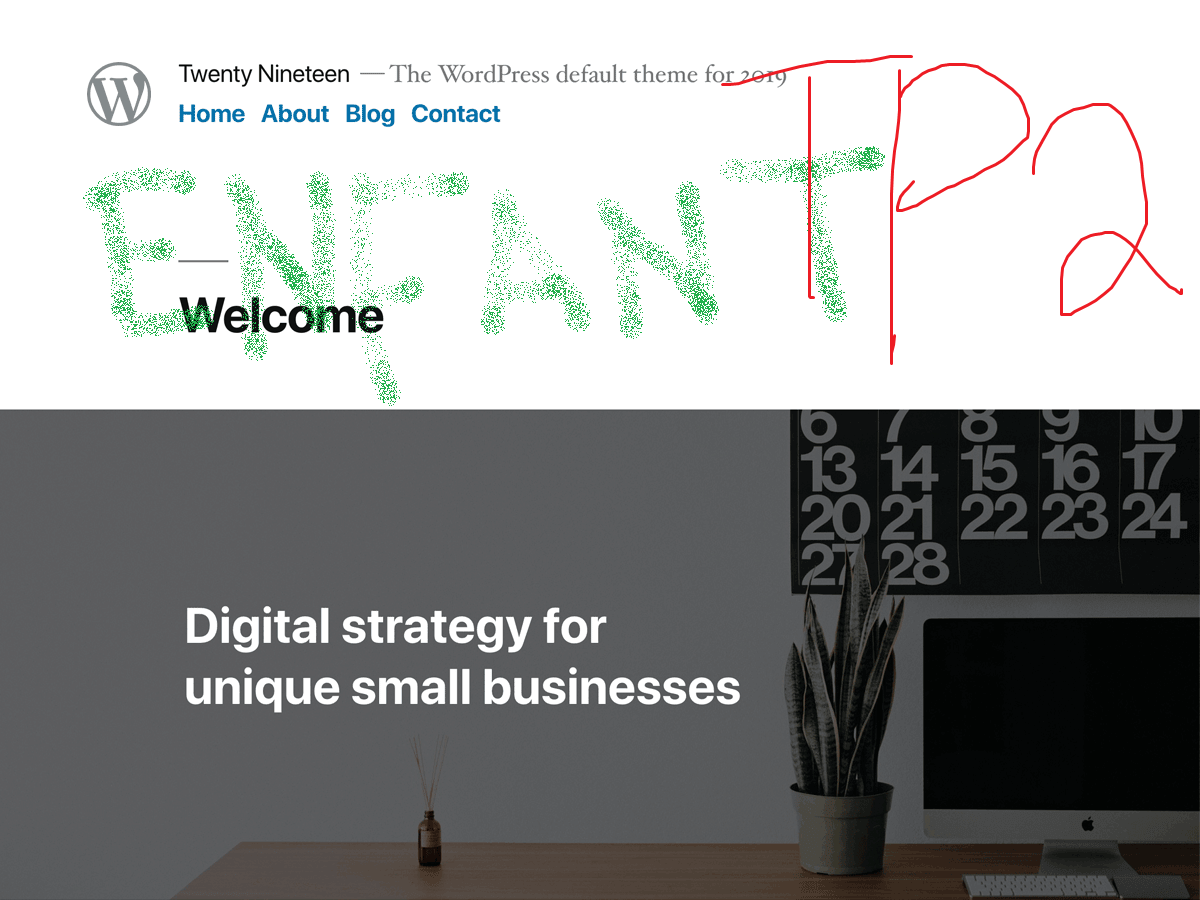 Twenty Nineteen — The WordPress default theme for 2019
Home About Blog Contact
ENFANT TP2
Welcome
6 7 8 9 10
13 14 15 16 17
20 21 22 23 24
27 28
Digital strategy for
unique small businesses